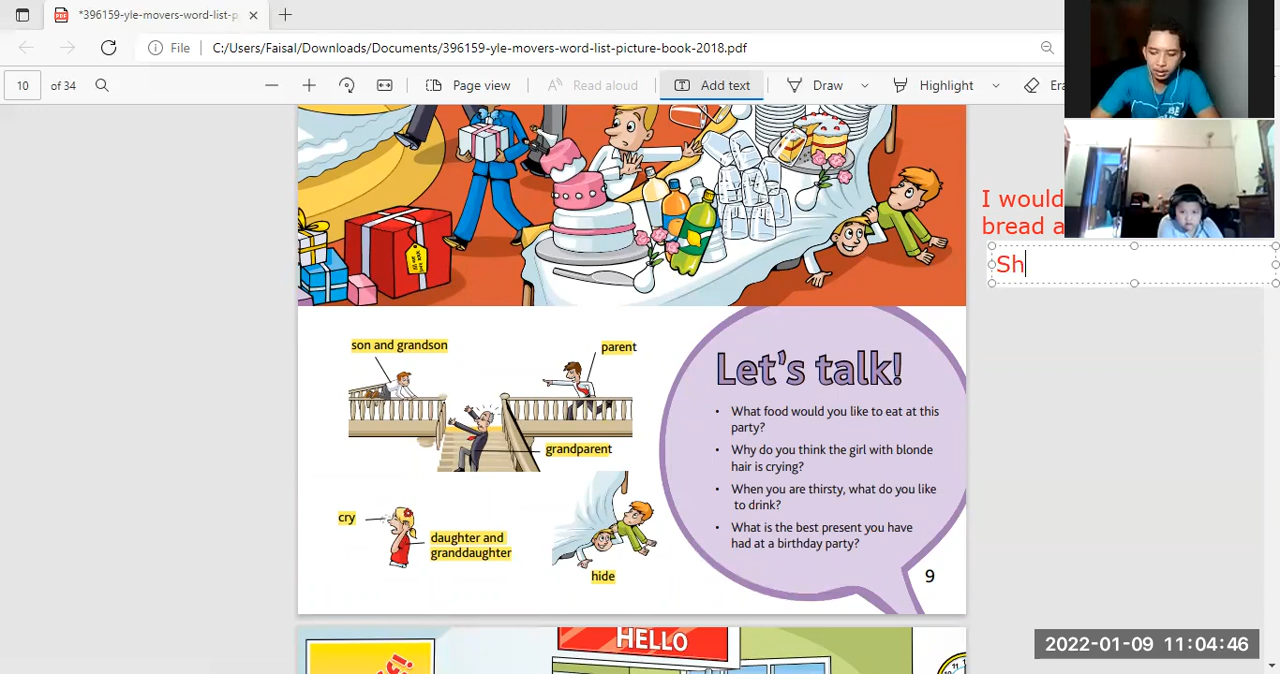 *396159-yle-movers-word-list-p
File
C:/Users/Faisal/Downloads/Documents/396159-yle-movers-word-list-picture-book-2018.pdf
10 of 34
Page view
Read aloud
Add text
Draw
Highlight
Era
I would
bread a
Sh
son and grandson
parent
grandparent
cry
daughter and
granddaughter
hide
Let's talk!
• What food would you like to eat at this
party?
• Why do you think the girl with blonde
hair is crying?
• When you are thirsty, what do you like
to drink?
• What is the best present you have
had at a birthday party?
9
HELLO
2022-01-09 11:04:46